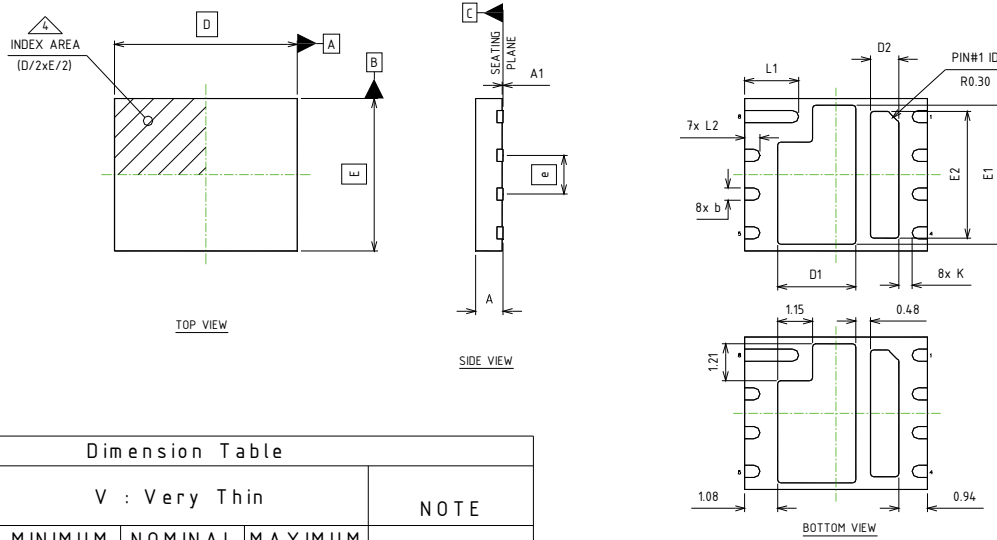 4
INDEX AREA
(D/2xE/2)
D
A
B
E
TOP VIEW
C
SEATING
PLANE
A1
e
A
SIDE VIEW
D2
PIN#1 ID
R0.30
L1
7x L2
8x b
8
5
1
4
E2
E1
D1
8x K
1.15
0.48
1.21
8
5
1
4
1.08
0.94
BOTTOM VIEW
Dimension Table
V : Very Thin
NOTE
MINIMUM NOMINAL MAXIMUM